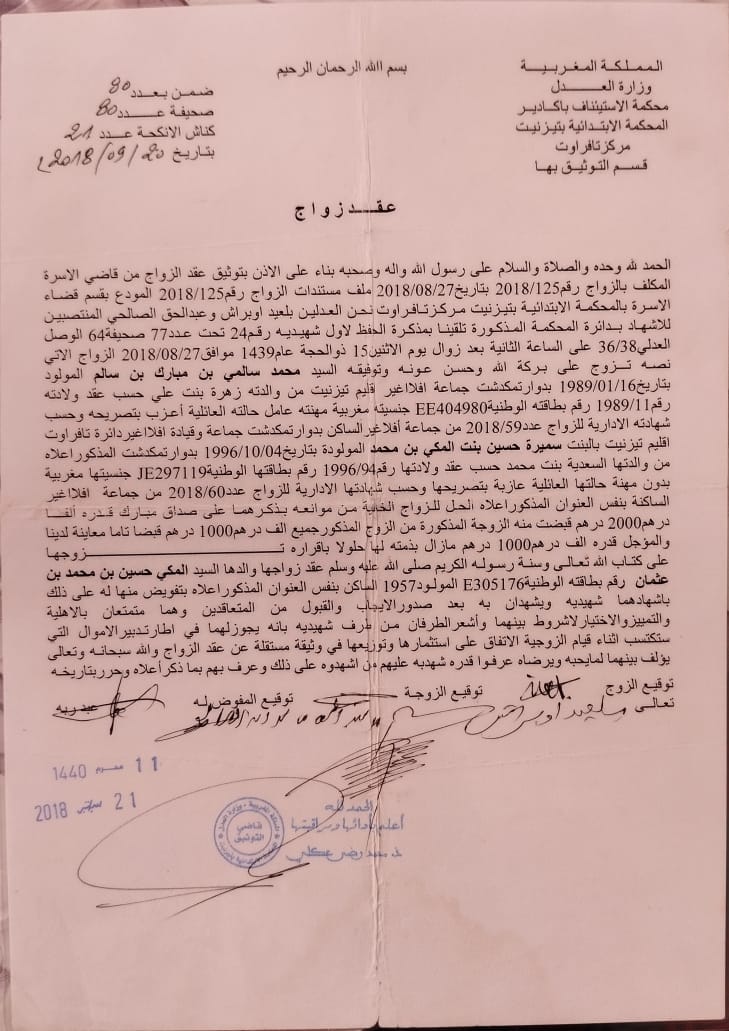 بسم الله الرحمان الرحيم
المملكة المغربية
وزارة العدل
محكمة الاستيئناف باكادير
المحكمة الابتدائية بتيزنيت
مركز تافراوت
قسم التوثيق بها
ضمن بعدد 80
صحيفة عدد 80
كناش الانكحة عدد 21
بتاريخ 2018/09/20
عقد زواج
الحمد لله وحده والصلاة والسلام على رسول الله واله وصحبه بناء على الاذن بتوثيق عقد الزواج من قاضي الاسرة
المكلف بالزواج رقم 2018/125 بتاريخ 2018/08/27 ملف مستندات الزواج رقم 2018/125 المودع بقسم قضاء
الاسرة بالمحكمة الابتدائية بتيزنيت مركز تافراوت نحن العدلين بلعيد اوبراش وعبدالحق الصالحي المنتصبين
للاشهاد بدائرة المحكمة المذكورة تلقينا بمذكرة الحفظ لاول شهيديه رقم 24 تحت عدد 77 صحيفة 64 الوصل
العدلي 36/38 على الساعة الثانية بعد زوال يوم الاثنين 15 ذوالحجة عام 1439 موافق 2018/08/27 الزواج الاتي
نصه تزوج على بركة الله وحسن عونه وتوفيقه السيد محمد سالمي بن مبارك بن سالم المولود
بتاريخ 1989/01/16 بدوار تمكدشت جماعة افلااغير اقليم تيزنيت من والدته زهرة بنت علي حسب عقد ولادته
رقم 1989/11 رقم بطاقته الوطنية EE404980 جنسيته مغربية مهنته عامل حالته العائلية أعزب بتصريحه وحسب
شهادته الادارية للزواج عدد 2018/59 من جماعة أفلاغير الساكن بدوار تمكدشت جماعة وقيادة افلااغير دائرة تافراوت
اقليم تيزنيت بالبنت سميرة حسين بنت المكي بن محمد المولودة بتاريخ 1996/10/04 بدوار تمكدشت المذكور اعلاه
من والدتها السعدية بنت محمد حسب عقد ولادتها رقم 1996/94 رقم بطاقتها الوطنية JE297119 جنسيتها مغربية
بدون مهنة حالتها العائلية عازبة بتصريحها وحسب شهادتها الادارية للزواج عدد 2018/60 من جماعة افلااغير
الساكنة بنفس العنوان المذكور اعلاه الحل للزواج الخالية من موانعه بذكرهما على صداق مبارك قدره ألفا
درهم 2000 درهم قبضت منه الزوجة المذكورة من الزوج المذكور جميع الف درهم 1000 درهم قبضا تاما معاينة لدينا
والمؤجل قدره الف درهم 1000 درهم مازال بذمته لها حلولا باقراره تـزوجها
على كتاب الله تعالى وسنة رسوله الكريم صلى الله عليه وسلم عقد زواجها والدها السيد المكي حسين بن محمد بن
عثمان رقم بطاقته الوطنية E305176 المولود 1957 الساكن بنفس العنوان المذكور اعلاه بتفويض منها له على ذلك
باشهادهما شهيديه ويشهدان به بعد صدور الايجاب والقبول من المتعاقدين وهما متمتعان بالاهلية
والتمييز والاختيار لاشروط بينهما وأشعر الطرفان من طرف شهيديه بانه يجوز لهما في اطار تدبير الاموال التي
ستكتسب اثناء قيام الزوجية الاتفاق على استثمارها وتوزيعها في وثيقة مستقلة عن عقد الزواج والله سبحانه وتعالى
يؤلف بينهما لمايحبه ويرضاه عرفوا قدره شهدبه عليهم من اشهدوه على ذلك وعرف بهم بما ذكر أعلاه وحرر بتاريخه
توقيع الزوج توقيع الزوجة توقيع المفوض له
تعالى
عبد ربه
11 محرم 1440
21 سبتمبر 2018
الحمد لله
أعلم بأدائها ومراقبتها
قاضي
التوثيق